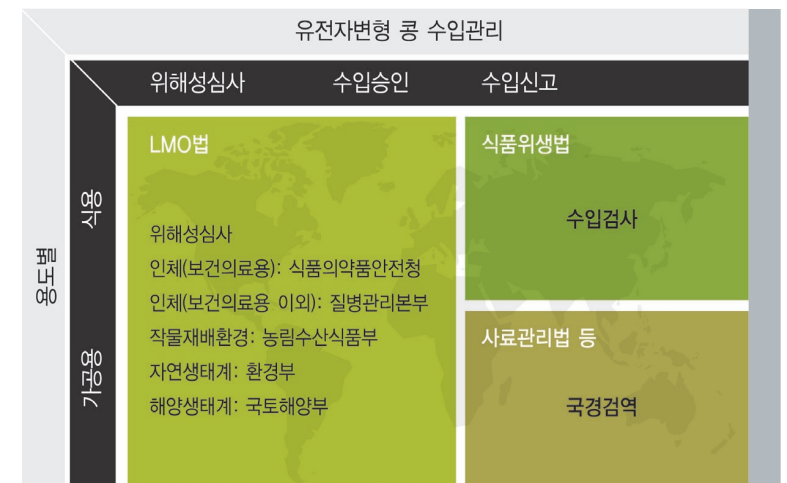 유전자변형 콩 수입관리
위해성심사 수입승인 수입신고
용도별
식용
가공용
LMO법
위해성심사
인체(보건의료용): 식품의약품안전청
인체(보건의료용 이외): 질병관리본부
작물재배환경: 농림수산식품부
자연생태계: 환경부
해양생태계: 국토해양부
식품위생법
수입검사
사료관리법 등
국경검역